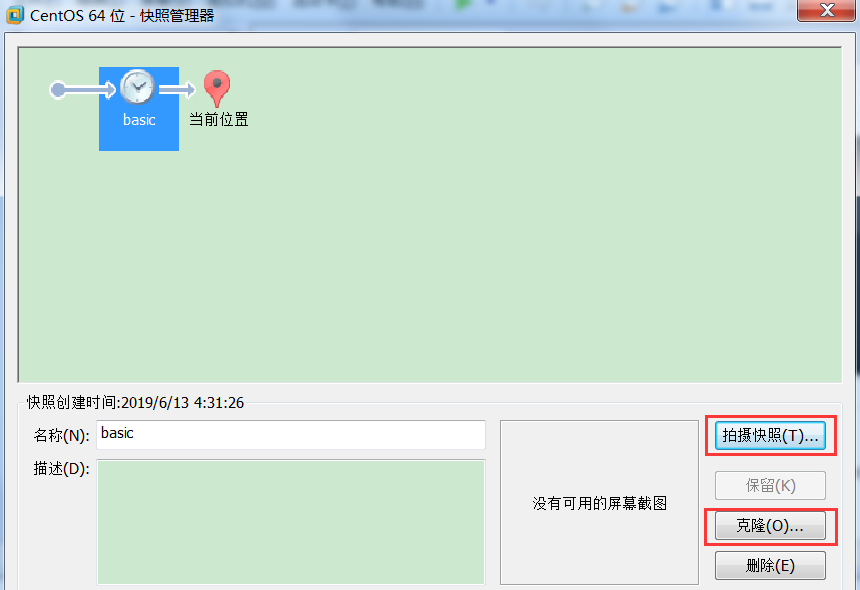 CentOS 64 位 - 快照管理器
basic
当前位置
快照创建时间:2019/6/13 4:31:26
名称(N):
basic
拍摄快照(T)...
描述(D):
没有可用的屏幕截图
保留(K)
克隆(O)...
删除(E)